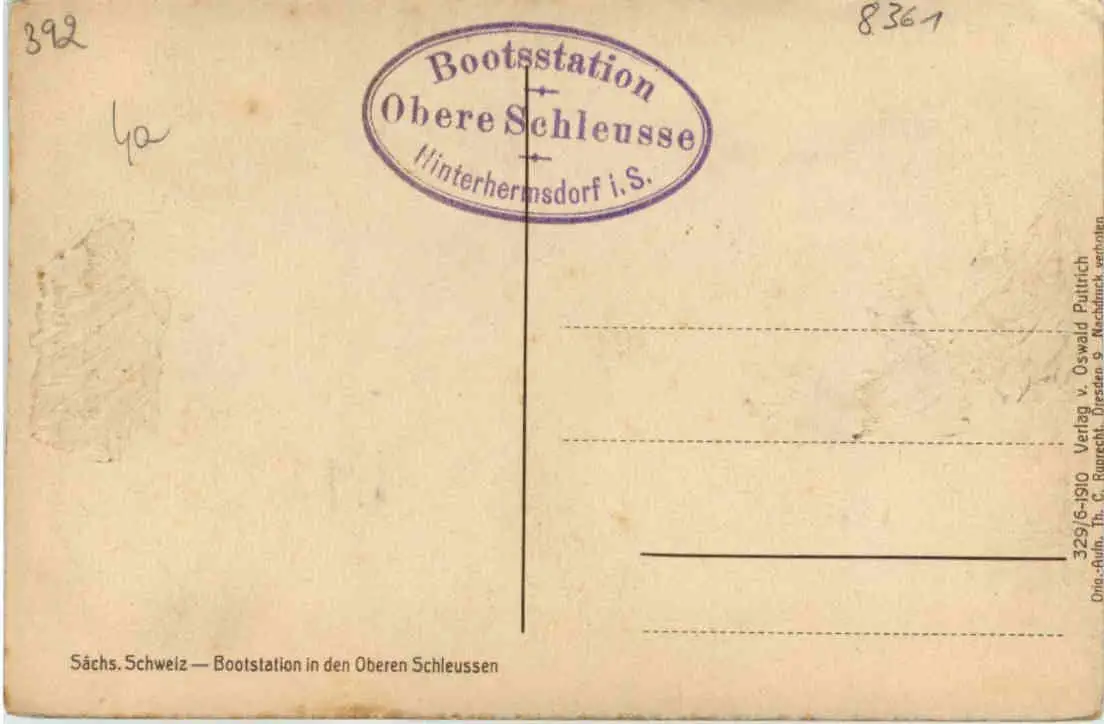 392
8361
4a
Bootsstation
Obere Schleusse
Hinterhermsdorf i. S.
329/6-1910 Verlag v. Oswald Puttrich
Orig.-Aufn. Th. C. Ruprecht, Dresden 9 Nachdruck verboten
Sächs. Schweiz — Bootstation in den Oberen Schleussen